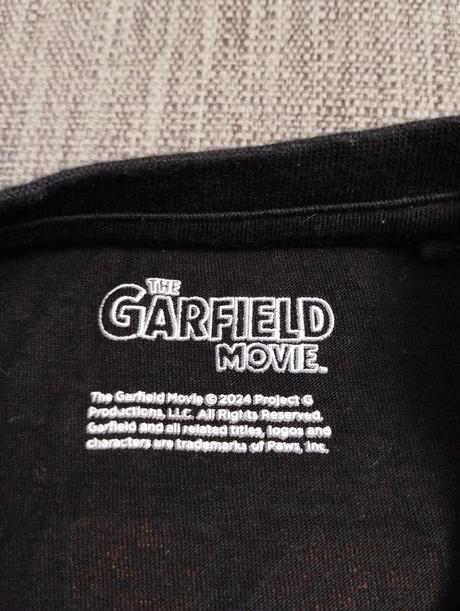 THE
GARFIELD
MOVIE™
The Garfield Movie © 2024 Project G
Productions, LLC. All Rights Reserved.
Garfield and all related titles, logos and
characters are trademarks of Paws, Inc.